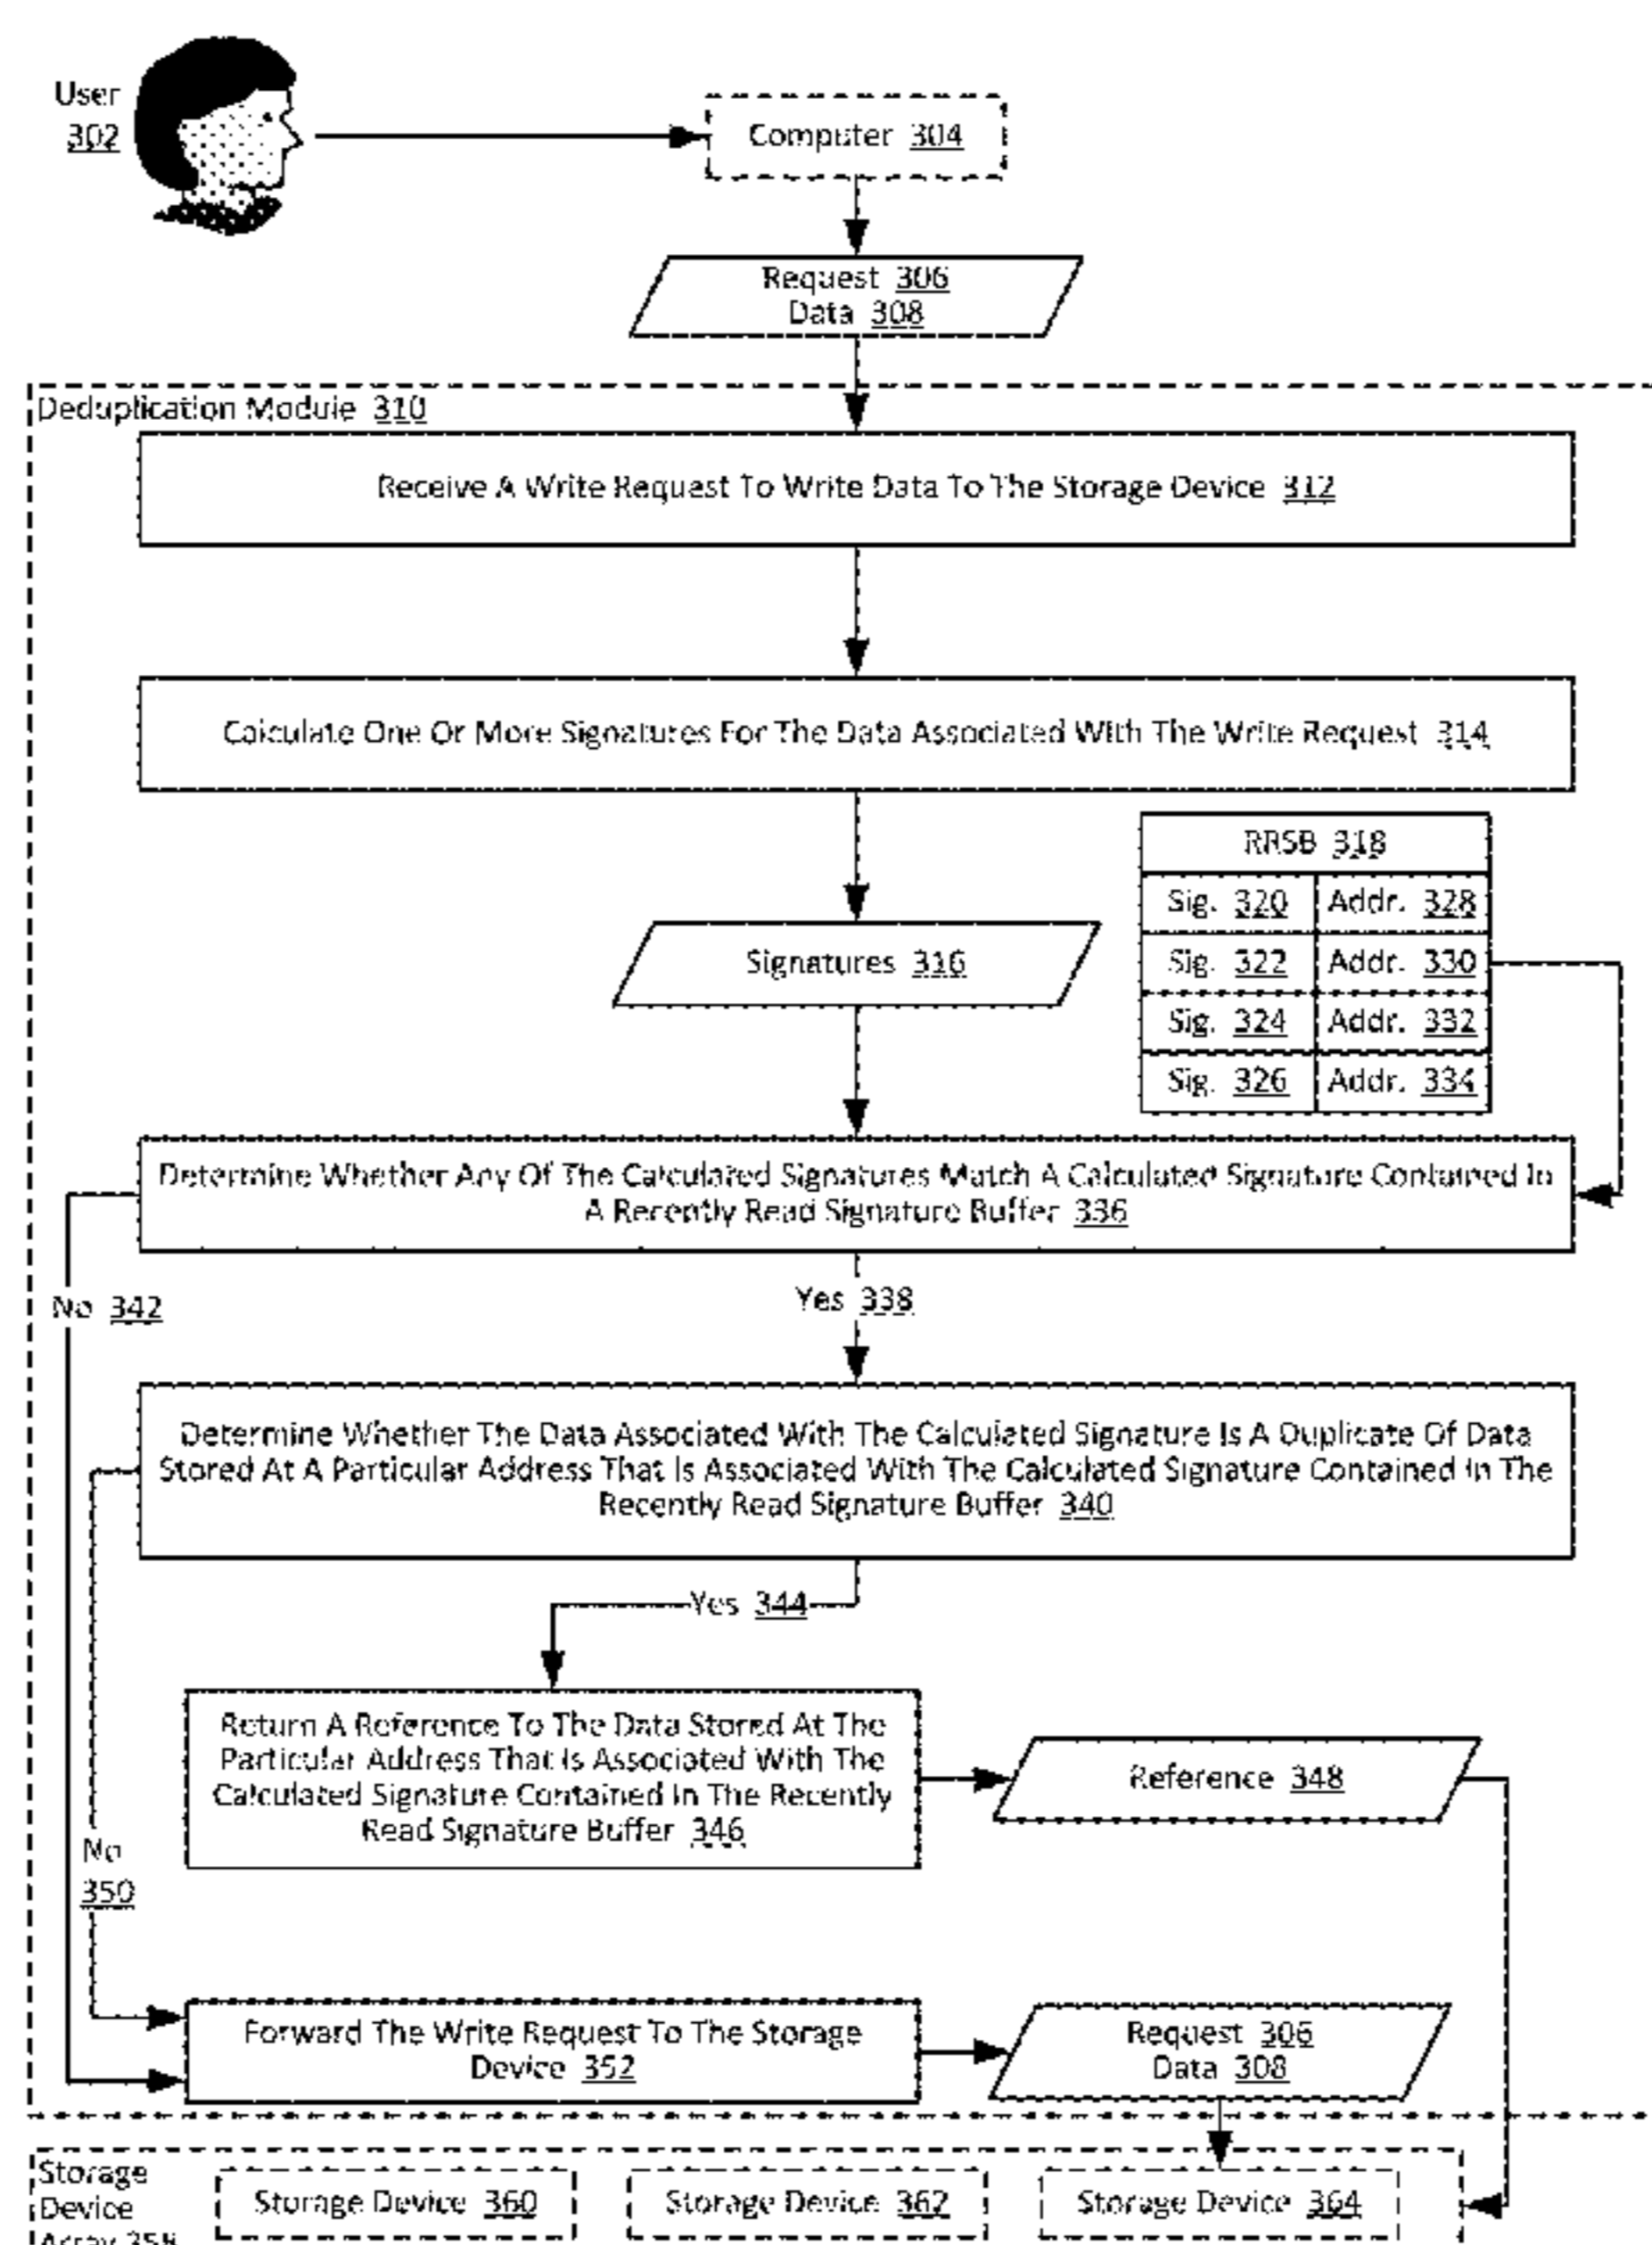 User
302
Computer 304
Request 306
Data 308
Deduplication Module 310
Receive A Write Request To Write Data To The Storage Device 312
Calculate One Or More Signatures For The Data Associated With The Write Request 314
RRSB 318
Sig. 320 Addr. 328
Signatures 316
Sig. 322 Addr. 330
Sig. 324 Addr. 332
Sig. 326 Addr. 334
Determine Whether Any Of The Calculated Signatures Match A Calculated Signature Contained In
A Recently Read Signature Buffer 336
Yes 338
No 342
Determine Whether The Data Associated With The Calculated Signature Is A Duplicate Of Data
Stored At A Particular Address That Is Associated With The Calculated Signature Contained In The
Recently Read Signature Buffer 340
Yes 344
Return A Reference To The Data Stored At The
Particular Address That Is Associated With The
Calculated Signature Contained In The Recently
Read Signature Buffer 346
Reference 348
No
350
Forward The Write Request To The Storage
Device 352
Request 306
Data 308
Storage
Device
Array 358
Storage Device 360
Storage Device 362
Storage Device 364